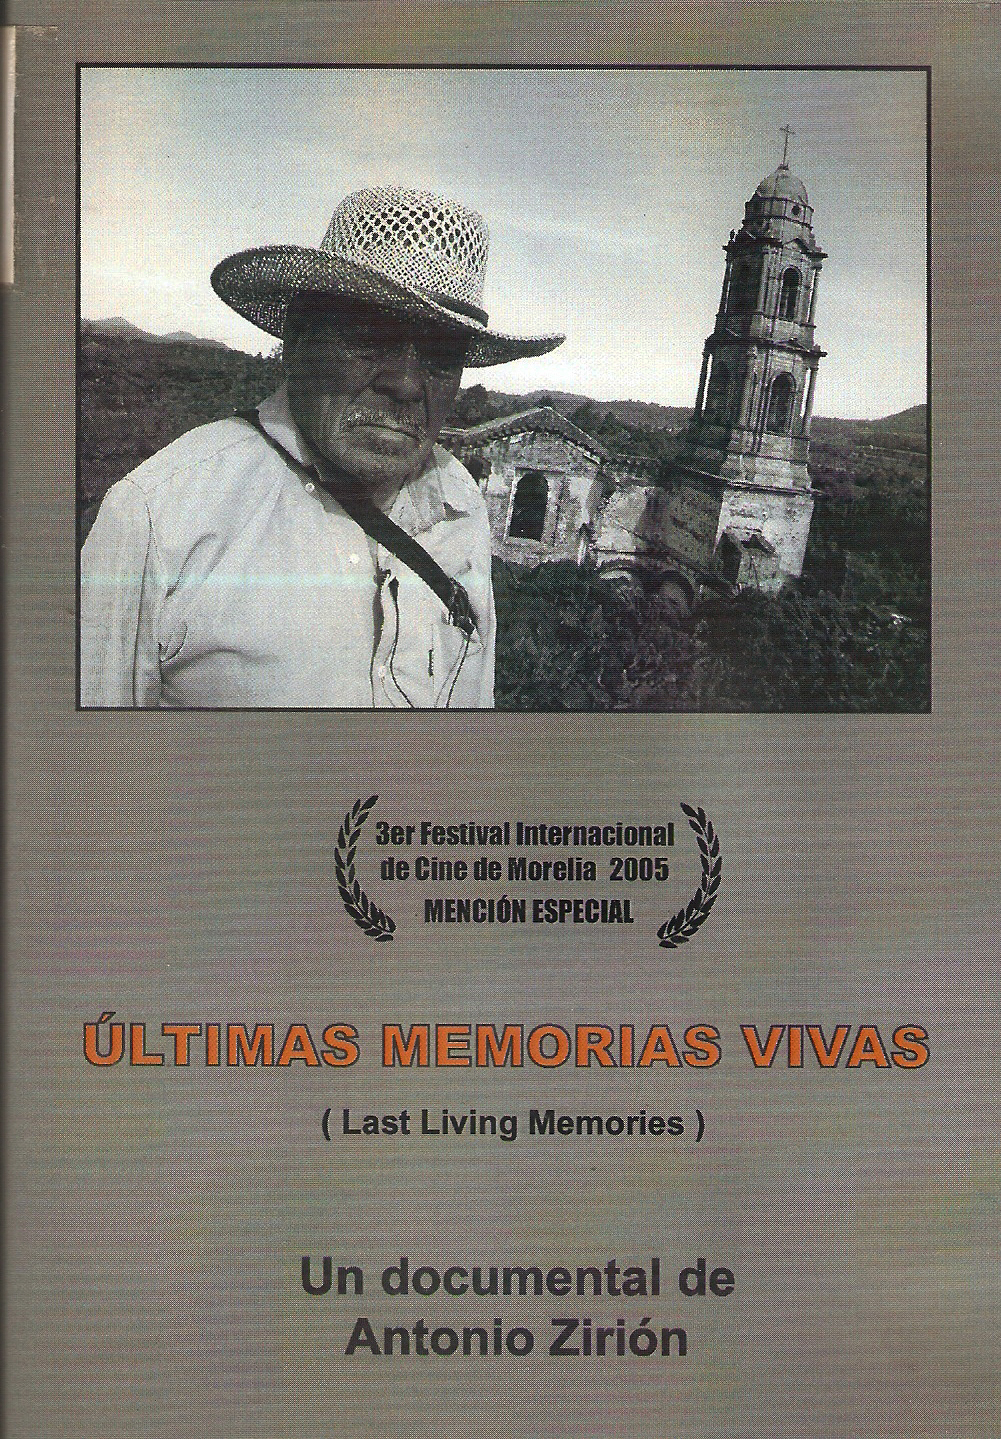 3er Festival Internacional
de Cine de Morelia 2005
MENCIÓN ESPECIAL
ÚLTIMAS MEMORIAS VIVAS
( Last Living Memories )
Un documental de
Antonio Zirión